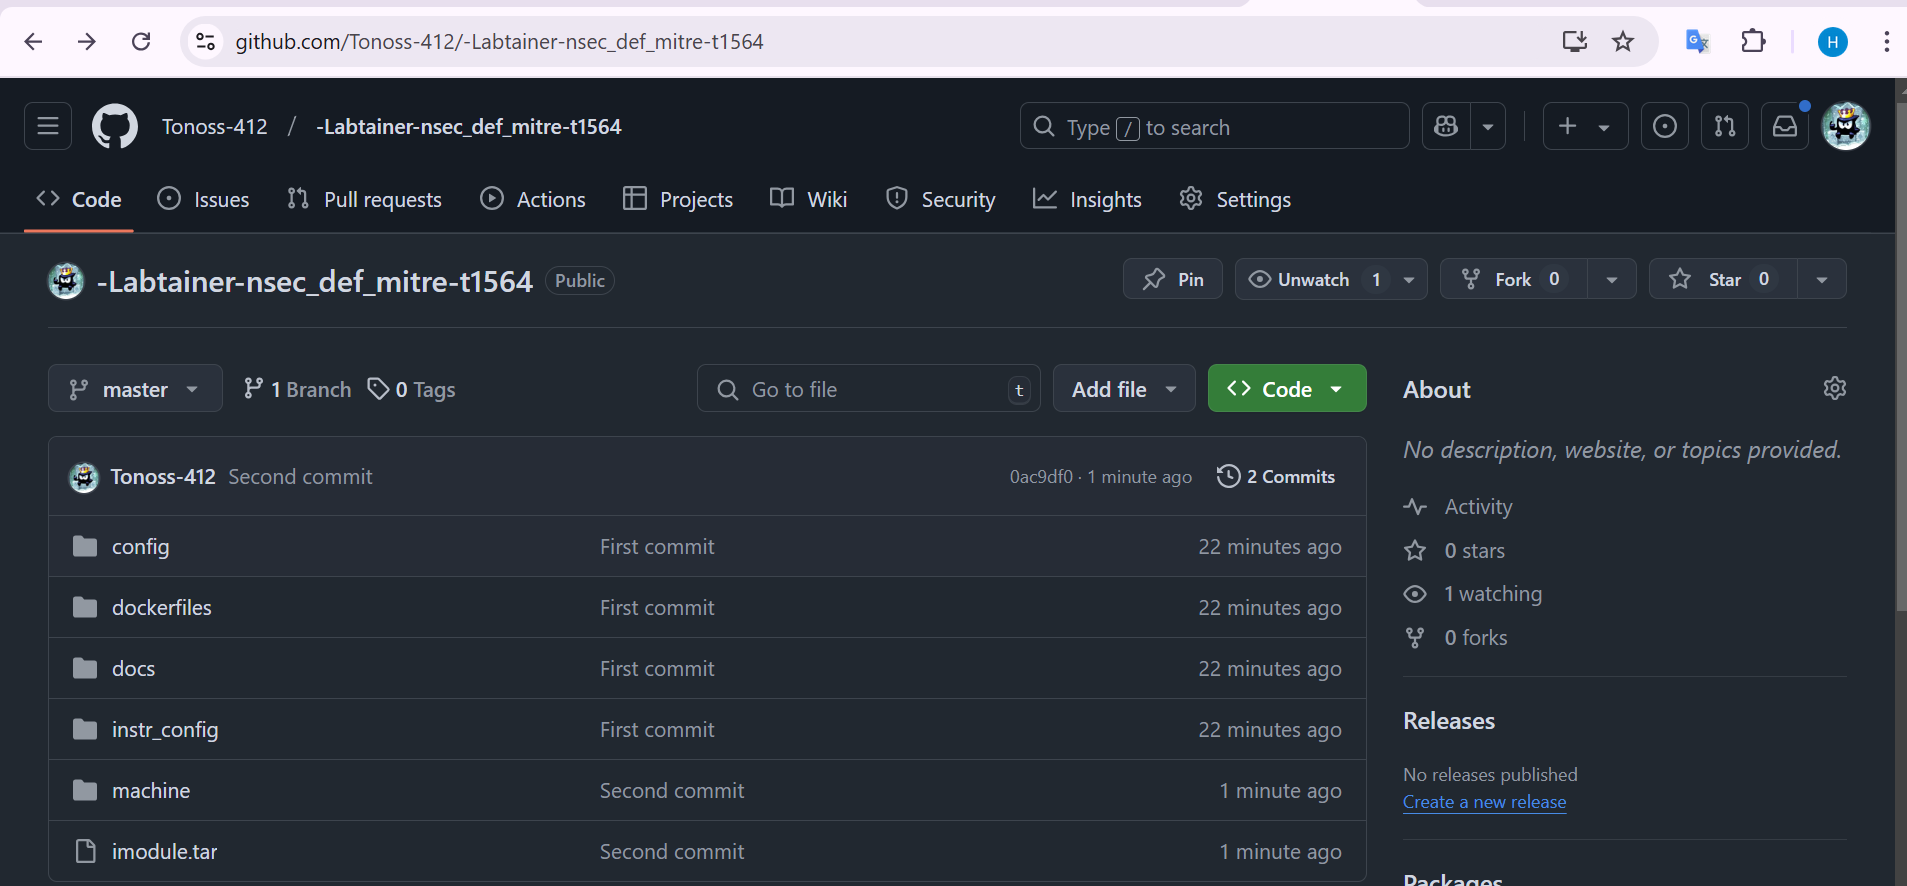 github.com/Tonoss-412/-Labtainer-nsec_def_mitre-t1564
H
Tonoss-412 / -Labtainer-nsec_def_mitre-t1564
Type / to search
Code Issues Pull requests Actions Projects Wiki Security Insights Settings
-Labtainer-nsec_def_mitre-t1564 Public
Pin Unwatch 1 Fork 0 Star 0
master 1 Branch 0 Tags
Go to file t Add file Code
Tonoss-412 Second commit 0ac9df0 · 1 minute ago 2 Commits
config First commit 22 minutes ago
dockerfiles First commit 22 minutes ago
docs First commit 22 minutes ago
instr_config First commit 22 minutes ago
machine Second commit 1 minute ago
imodule.tar Second commit 1 minute ago
About
No description, website, or topics provided.
Activity
0 stars
1 watching
0 forks
Releases
No releases published
Create a new release
Packages